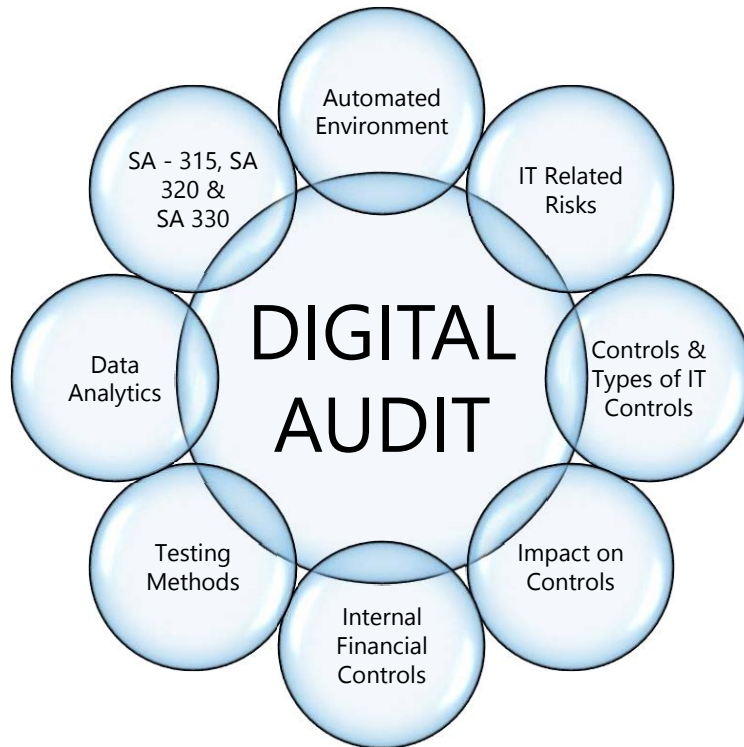 Automated
Environment
IT Related
Risks
Controls &
Types of IT
Controls
Impact on
Controls
Internal
Financial
Controls
Testing
Methods
Data
Analytics
SA - 315, SA
320 &
SA 330
DIGITAL
AUDIT